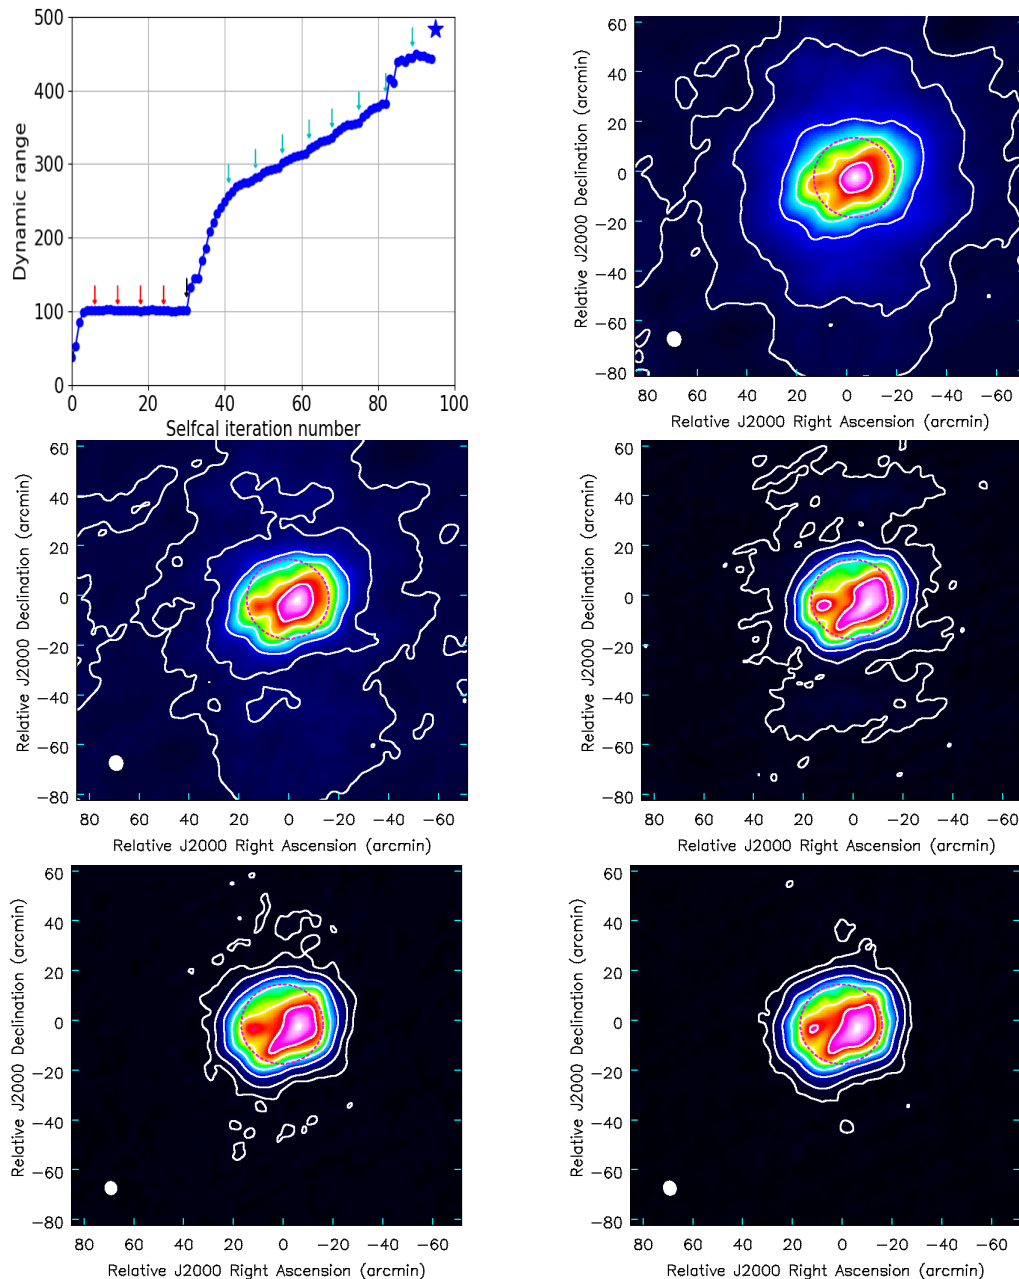 500
400
300
200
100
0
Dynamic range
0 20 40 60 80 100
Selfcal iteration number
60
40
20
0
−20
−40
−60
−80
Relative J2000 Declination (arcmin)
80 60 40 20 0 −20 −40 −60
Relative J2000 Right Ascension (arcmin)
60
40
20
0
−20
−40
−60
−80
Relative J2000 Declination (arcmin)
80 60 40 20 0 −20 −40 −60
Relative J2000 Right Ascension (arcmin)
60
40
20
0
−20
−40
−60
−80
Relative J2000 Declination (arcmin)
80 60 40 20 0 −20 −40 −60
Relative J2000 Right Ascension (arcmin)
60
40
20
0
−20
−40
−60
−80
Relative J2000 Declination (arcmin)
80 60 40 20 0 −20 −40 −60
Relative J2000 Right Ascension (arcmin)
60
40
20
0
−20
−40
−60
−80
Relative J2000 Declination (arcmin)
80 60 40 20 0 −20 −40 −60
Relative J2000 Right Ascension (arcmin)